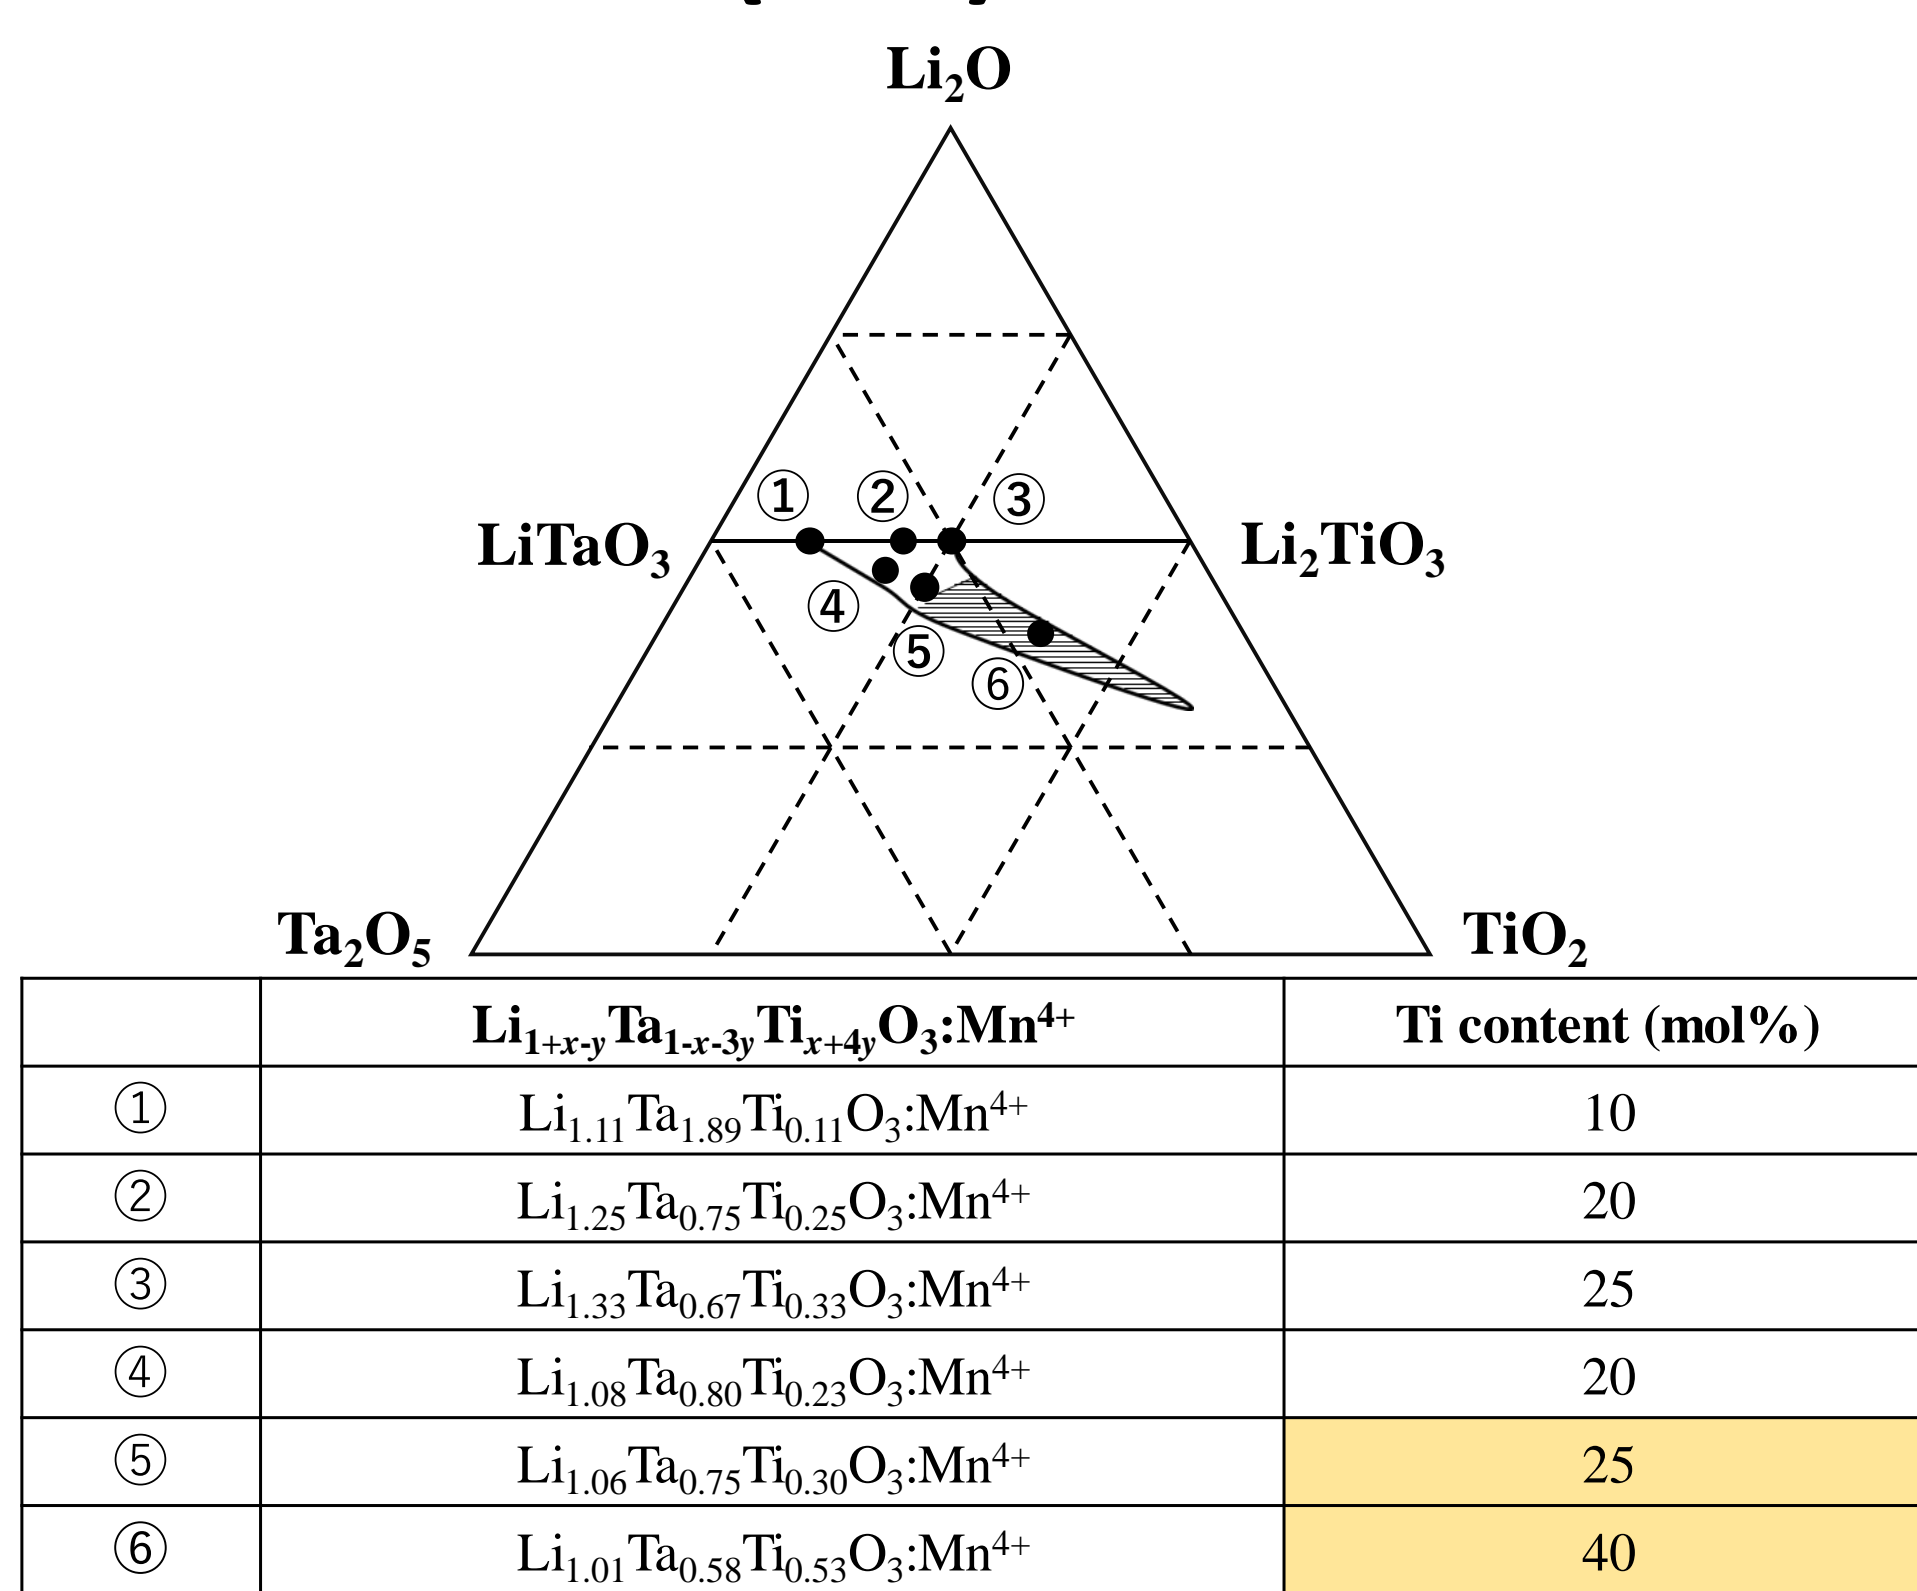 Li₂O
① ② ③
LiTaO₃ Li₂TiO₃
④ ⑤ ⑥
Ta₂O₅ TiO₂
Li₁₊ₓ₋yTa₁₋ₓ₋₃yTiₓ₊₄yO₃:Mn⁴⁺ Ti content (mol%)
① Li₁.₁₁Ta₁.₈₉Ti₀.₁₁O₃:Mn⁴⁺ 10
② Li₁.₂₅Ta₀.₇₅Ti₀.₂₅O₃:Mn⁴⁺ 20
③ Li₁.₃₃Ta₀.₆₇Ti₀.₃₃O₃:Mn⁴⁺ 25
④ Li₁.₀₈Ta₀.₈₀Ti₀.₂₃O₃:Mn⁴⁺ 20
⑤ Li₁.₀₆Ta₀.₇₅Ti₀.₃₀O₃:Mn⁴⁺ 25
⑥ Li₁.₀₁Ta₀.₅₈Ti₀.₅₃O₃:Mn⁴⁺ 40